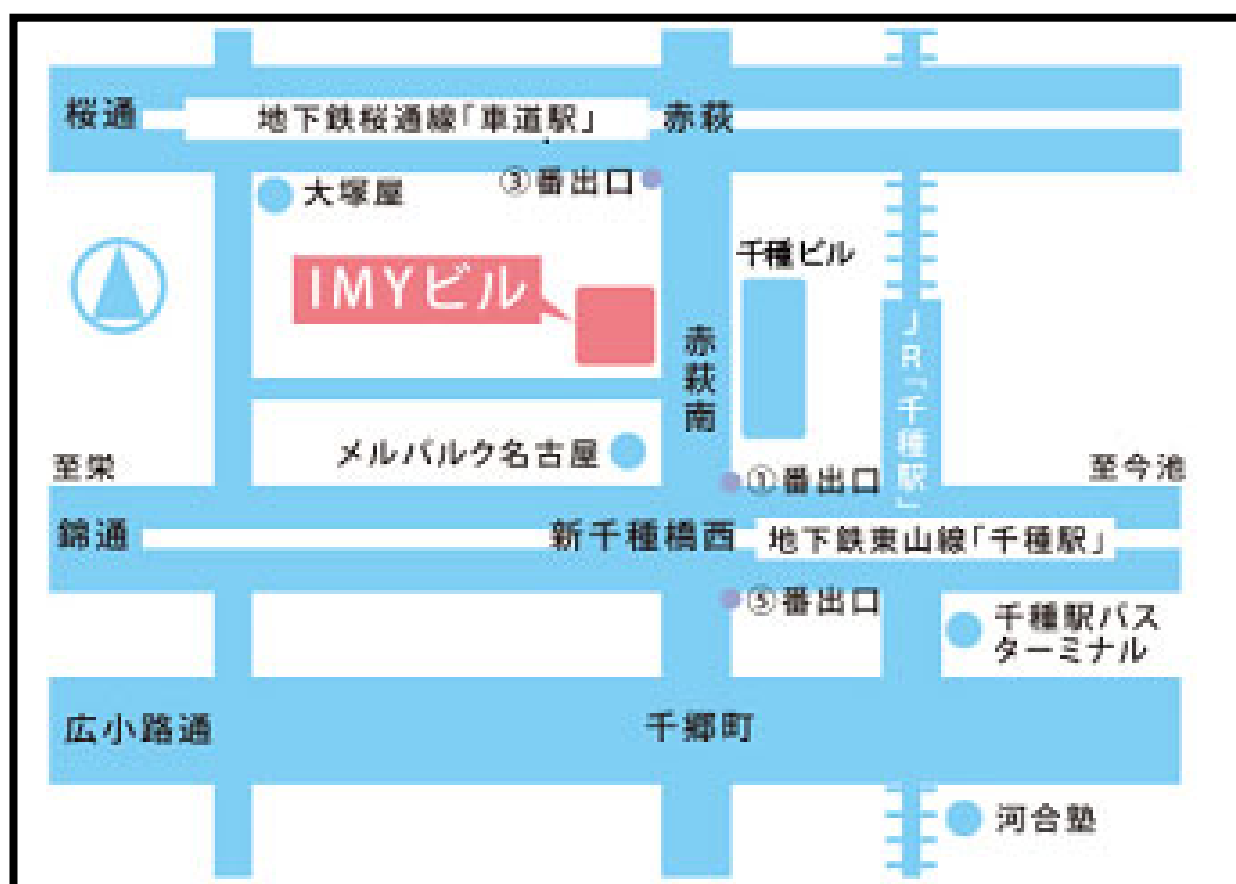 桜通
地下鉄桜通線「車道駅」
赤萩
大塚屋
③番出口
千種ビル
IMYビル
赤萩南
JR「千種駅」
メルパルク名古屋
至栄
①番出口
至今池
錦通
新千種橋西
地下鉄東山線「千種駅」
⑤番出口
千種駅バス
ターミナル
広小路通
千郷町
河合塾